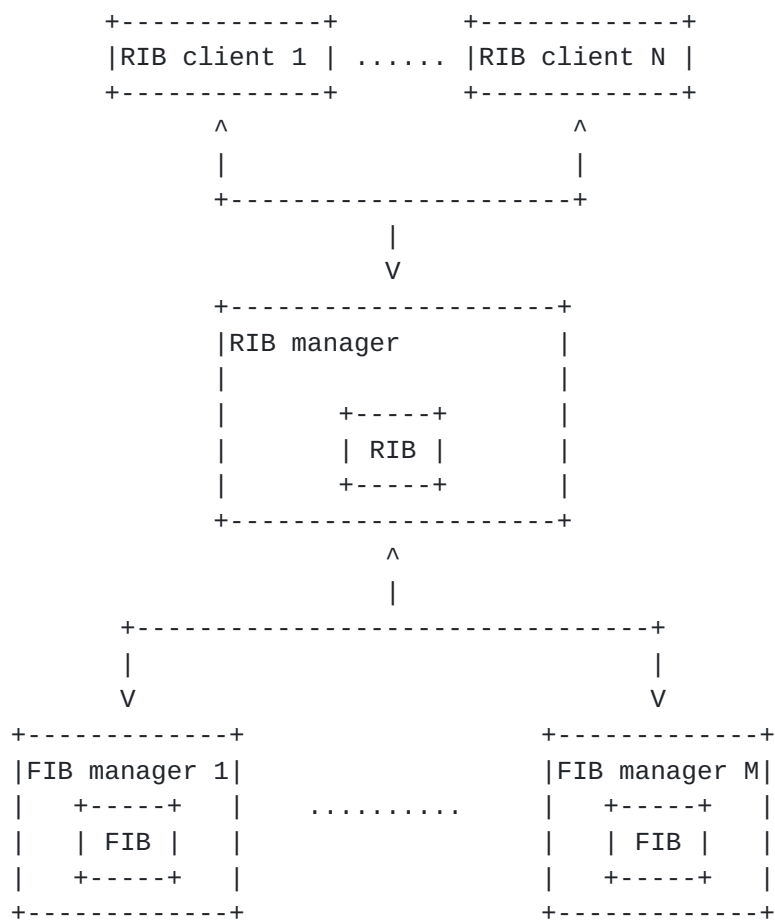 RIB client 1 ...... RIB client N
RIB manager
RIB
FIB manager 1 FIB manager M
..........
FIB FIB